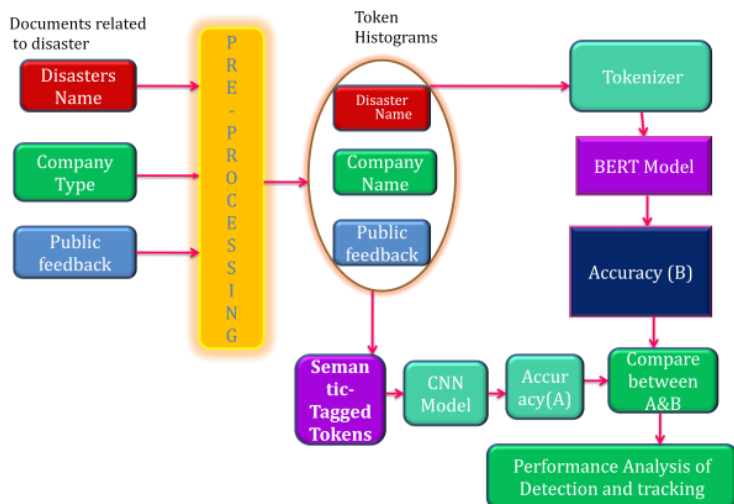 Documents related
to disaster
Disasters
Name
Company
Type
Public
feedback
PRE-PROCESSING
Token
Histograms
Disaster
Name
Company
Name
Public
feedback
Tokenizer
BERT Model
Accuracy (B)
Seman
tic-
Tagged
Tokens
CNN
Model
Accur
acy(A)
Compare
between
A&B
Performance Analysis of
Detection and tracking